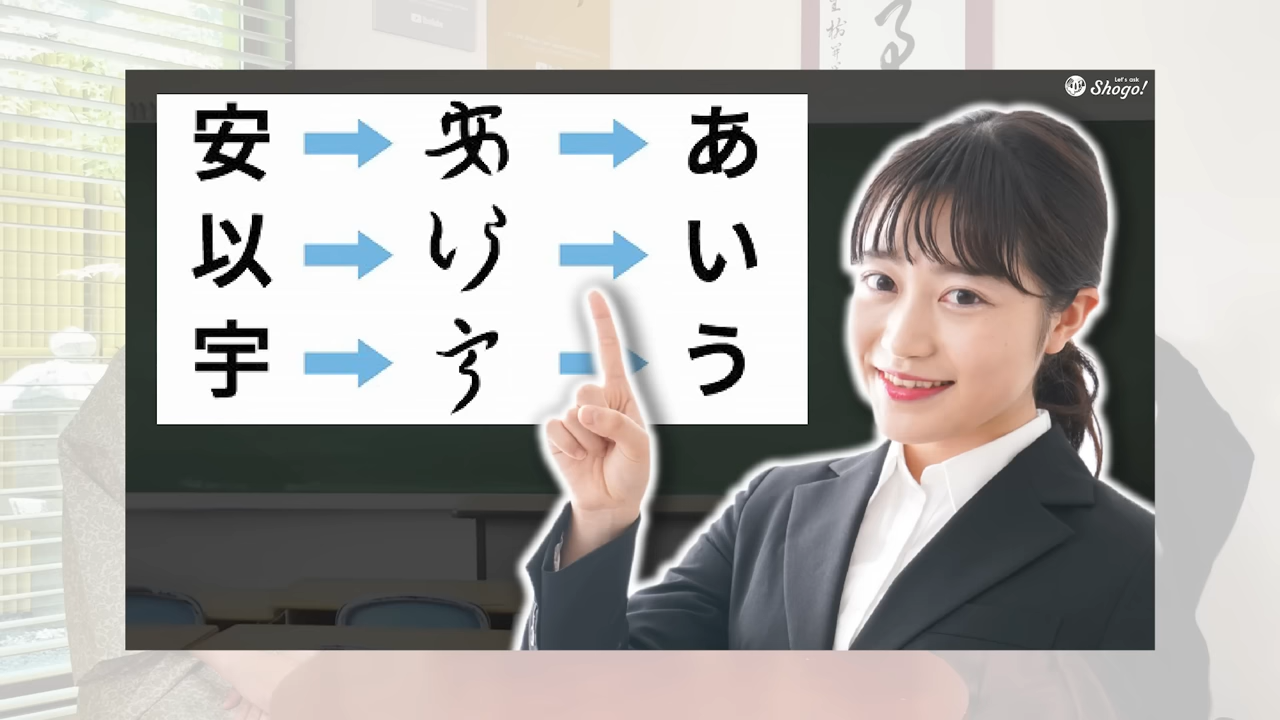 Let's ask
Shogo!
安 → 安 → あ
以 → 以 → い
宇 → 宇 → う